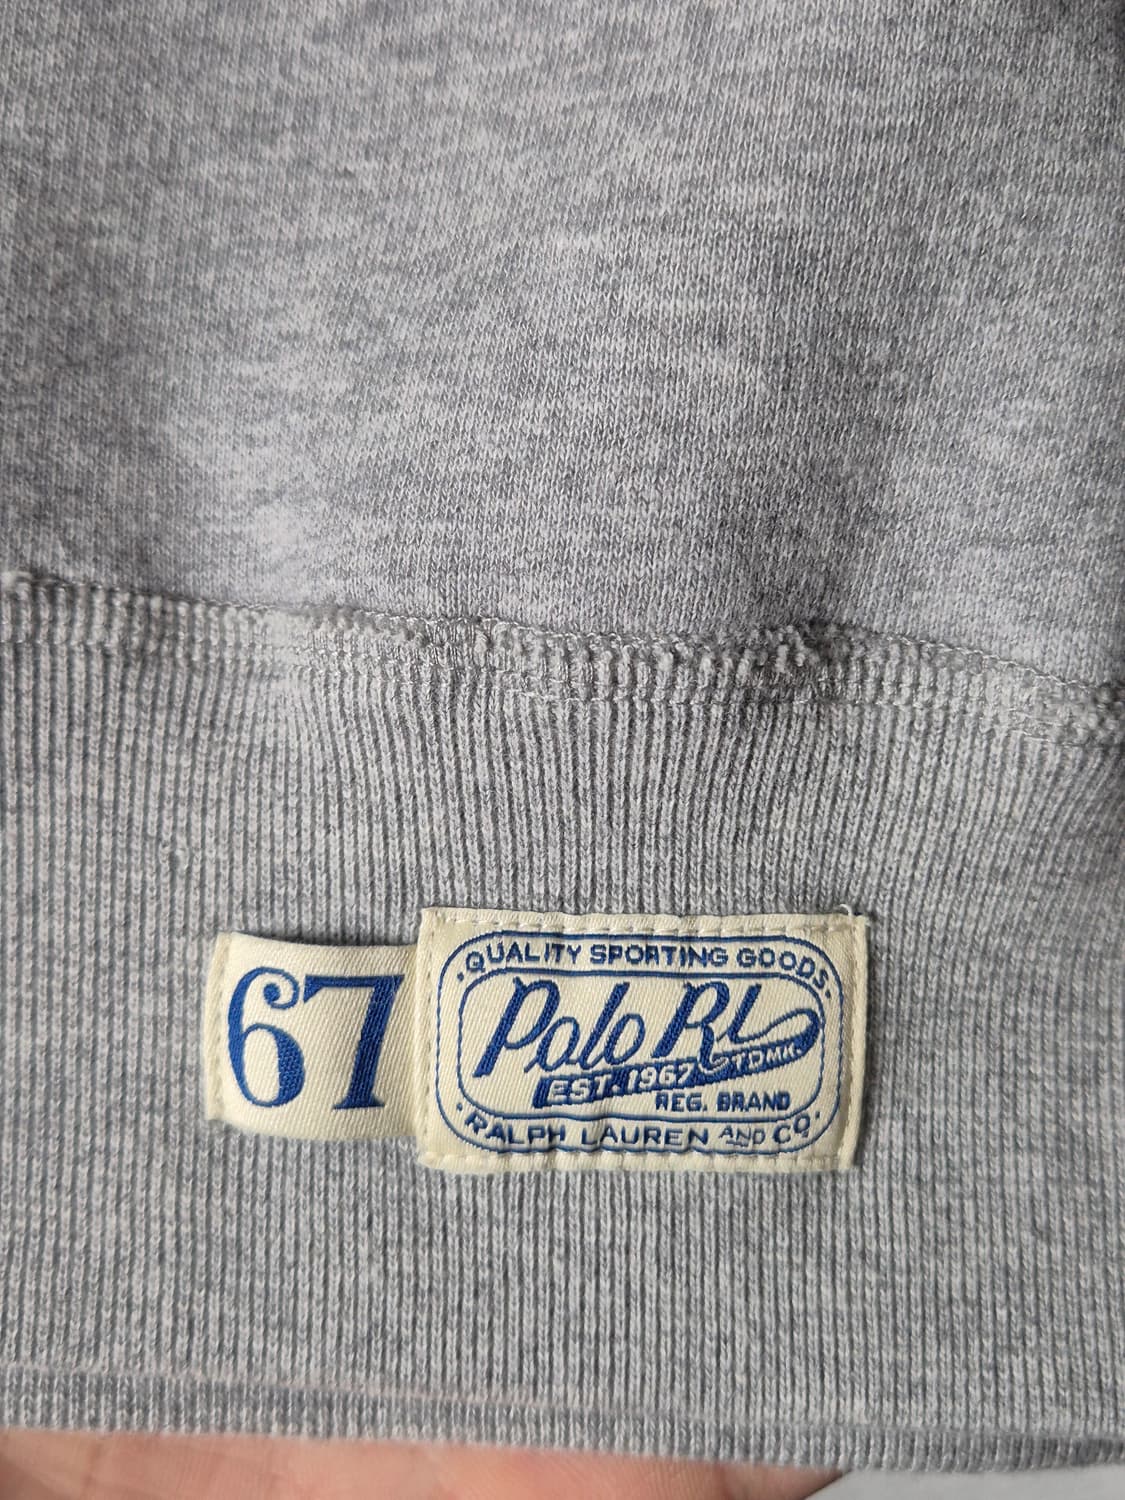 67
·QUALITY SPORTING GOODS·
Polo RL
EST. 1967 TDMK.
REG. BRAND
·RALPH LAUREN AND CO.·